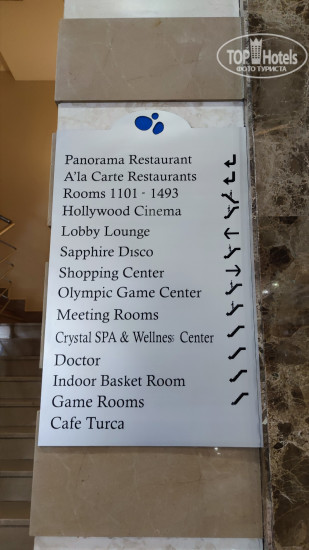 TOP Hotels
ФОТО ТУРИСТА
Panorama Restaurant
A'la Carte Restaurants
Rooms 1101 - 1493
Hollywood Cinema
Lobby Lounge
Sapphire Disco
Shopping Center
Olympic Game Center
Meeting Rooms
Crystal SPA & Wellness Center
Doctor
Indoor Basket Room
Game Rooms
Cafe Turca